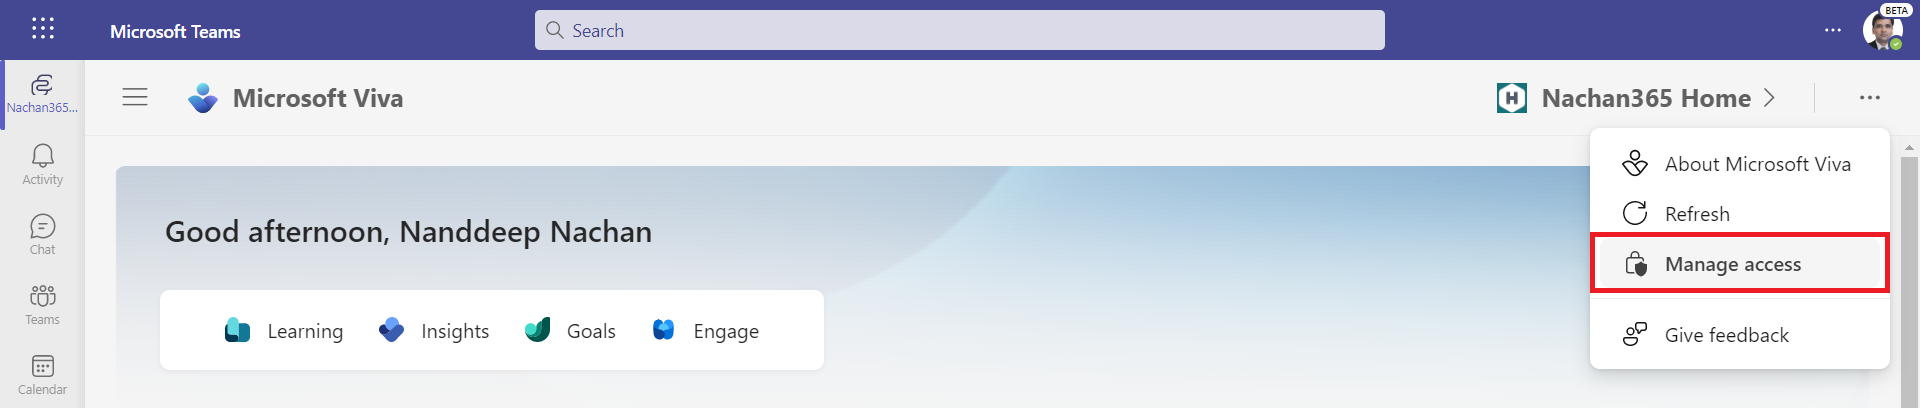 BETA
Microsoft Teams
Search
Nachan365...
Microsoft Viva
Nachan365 Home
About Microsoft Viva
Activity
Refresh
Good afternoon, Nanddeep Nachan
Chat
Manage access
Teams
Learning
Insights
Goals
Engage
Give feedback
Calendar